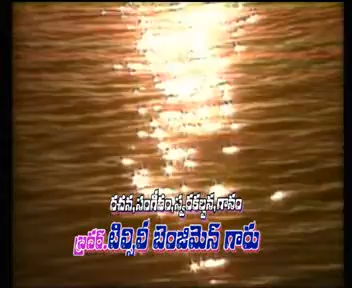 రచన,సంగీతం,స్వరకల్పన,గానం
బ్రదర్.టిల్సిలీ బెంజిమెన్ గారు